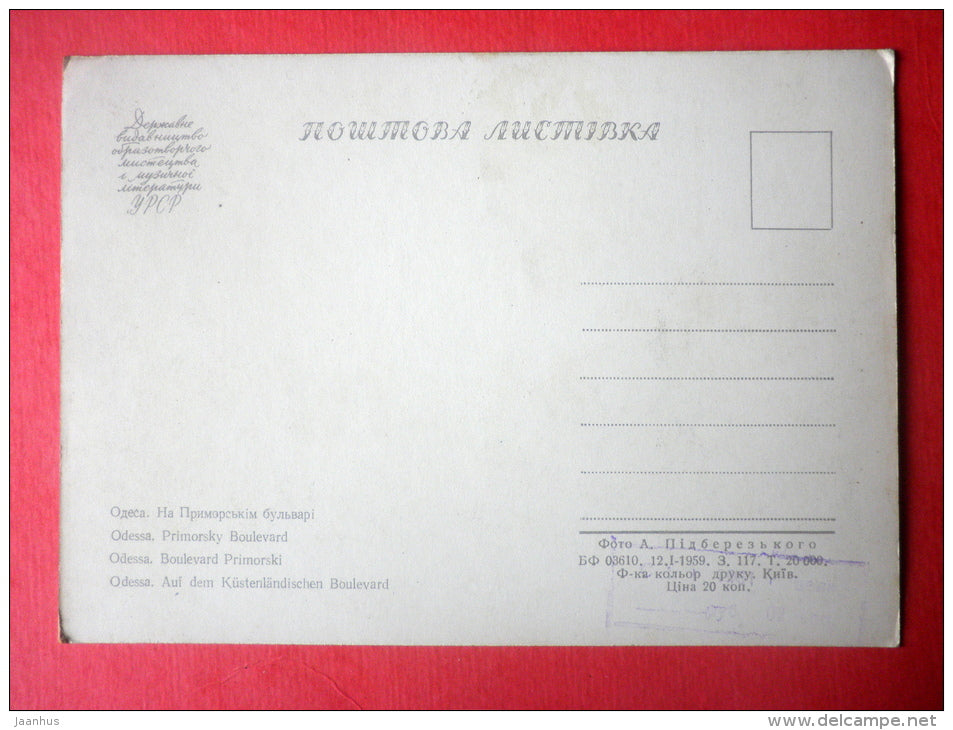 Державне
видавництво
образотворчого
мистецтва
і музичної
літератури
УРСР
ПОШТОВА ЛИСТІВКА
Одеса. На Приморськім бульварі
Odessa. Primorsky Boulevard
Odessa. Boulevard Primorski
Odessa. Auf dem Küstenländischen Boulevard
Фото А. Підберезького
БФ 03610. 12.I-1959. З. 117. Т. 20 000.
Ф-ка кольор друку. Київ.
Ціна 20 коп.
jaanhus
www.delcampe.net